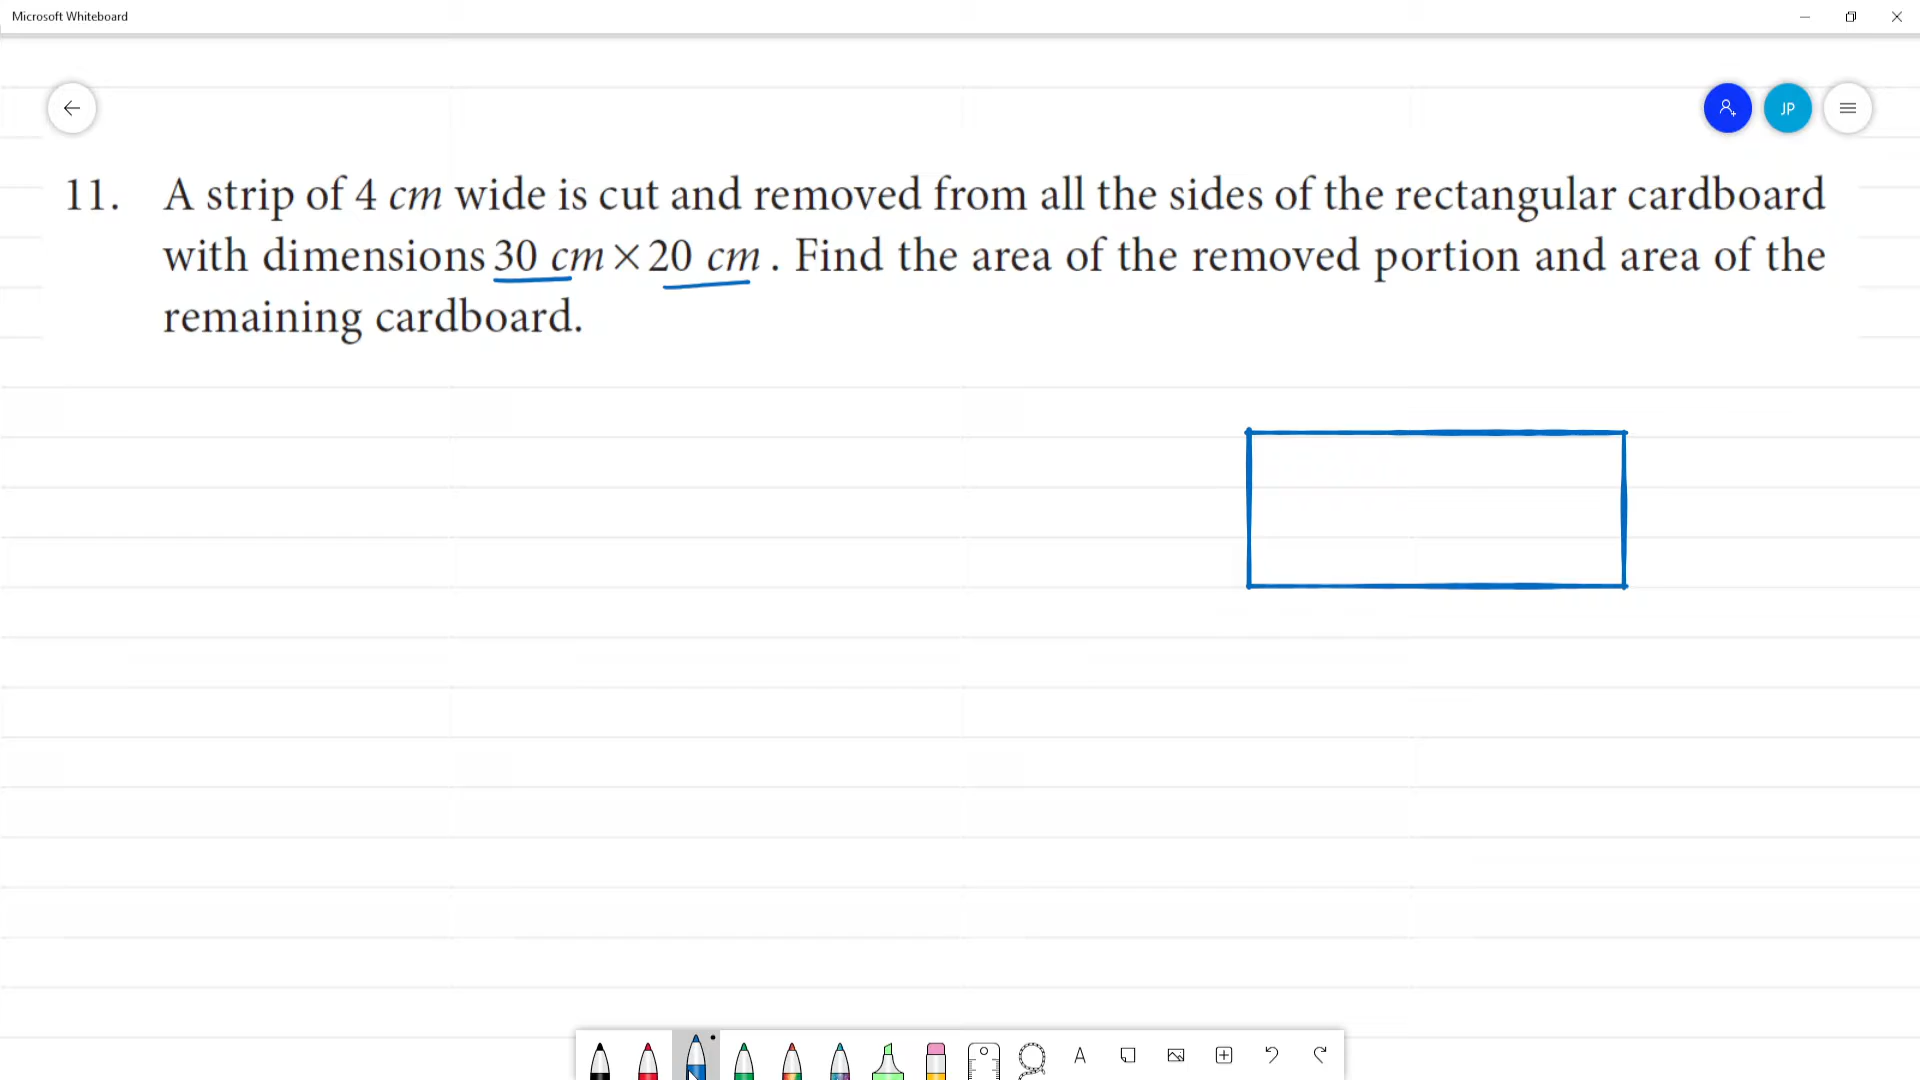 Microsoft Whiteboard
JP
11. A strip of 4 cm wide is cut and removed from all the sides of the rectangular cardboard
with dimensions 30 cm×20 cm. Find the area of the removed portion and area of the
remaining cardboard.
A